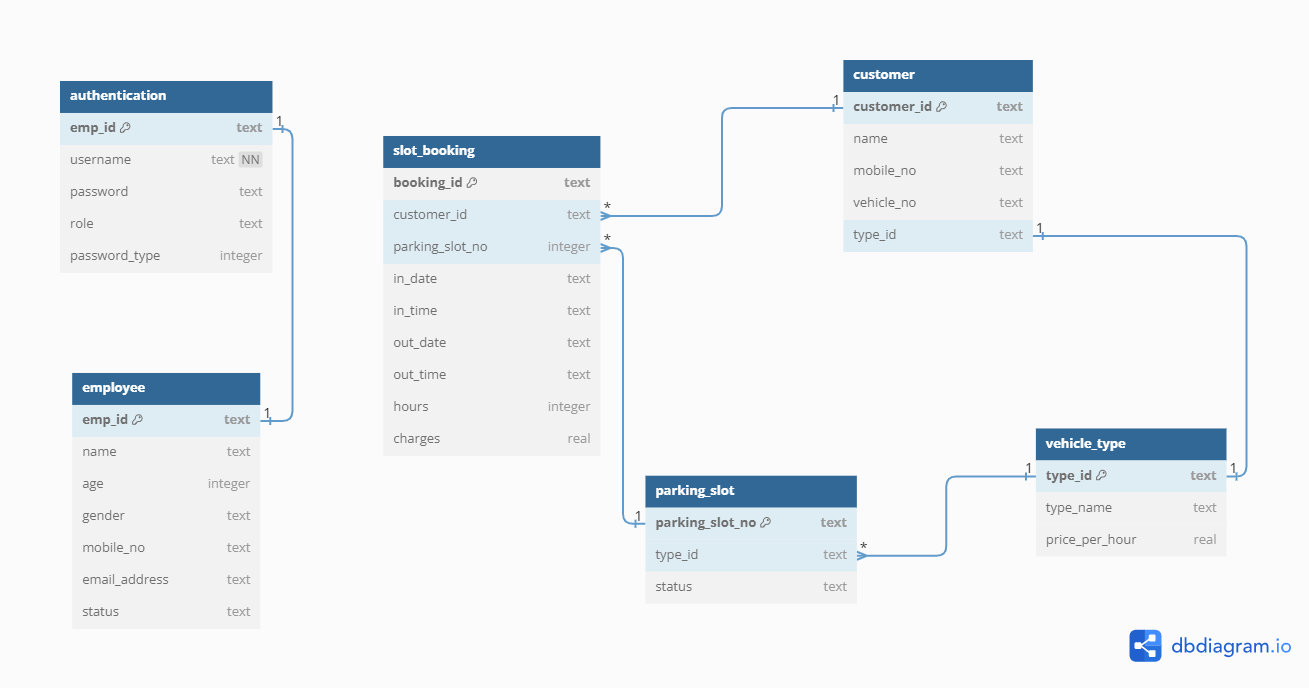 authentication
emp_id text
username text NN
password text
role text
password_type integer
1
employee
emp_id text
name text
age integer
gender text
mobile_no text
email_address text
status text
1
slot_booking
booking_id text
customer_id text
parking_slot_no integer
in_date text
in_time text
out_date text
out_time text
hours integer
charges real
*
*
customer
customer_id text
name text
mobile_no text
vehicle_no text
type_id text
1
1
parking_slot
parking_slot_no text
type_id text
status text
1
*
vehicle_type
type_id text
type_name text
price_per_hour real
1
1
dbdiagram.io